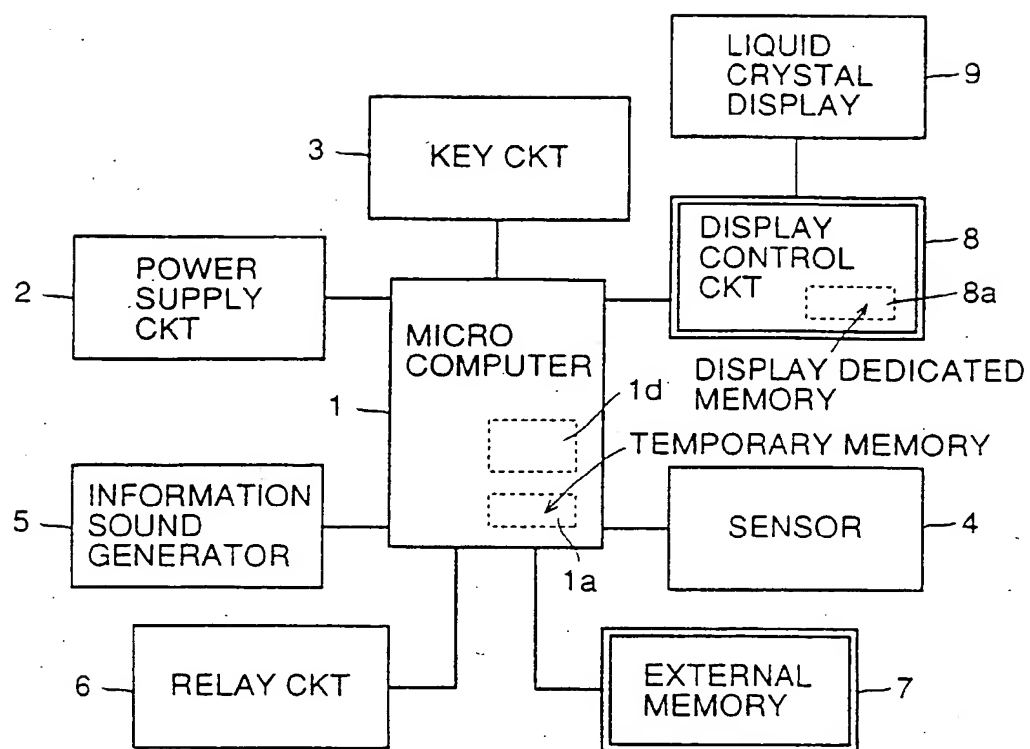 LIQUID
CRYSTAL
DISPLAY
9
3
KEY CKT
DISPLAY
CONTROL
CKT
8
8a
DISPLAY DEDICATED
MEMORY
2
POWER
SUPPLY
CKT
MICRO
COMPUTER
1
1d
TEMPORARY MEMORY
1a
5
INFORMATION
SOUND
GENERATOR
SENSOR
4
6
RELAY CKT
EXTERNAL
MEMORY
7